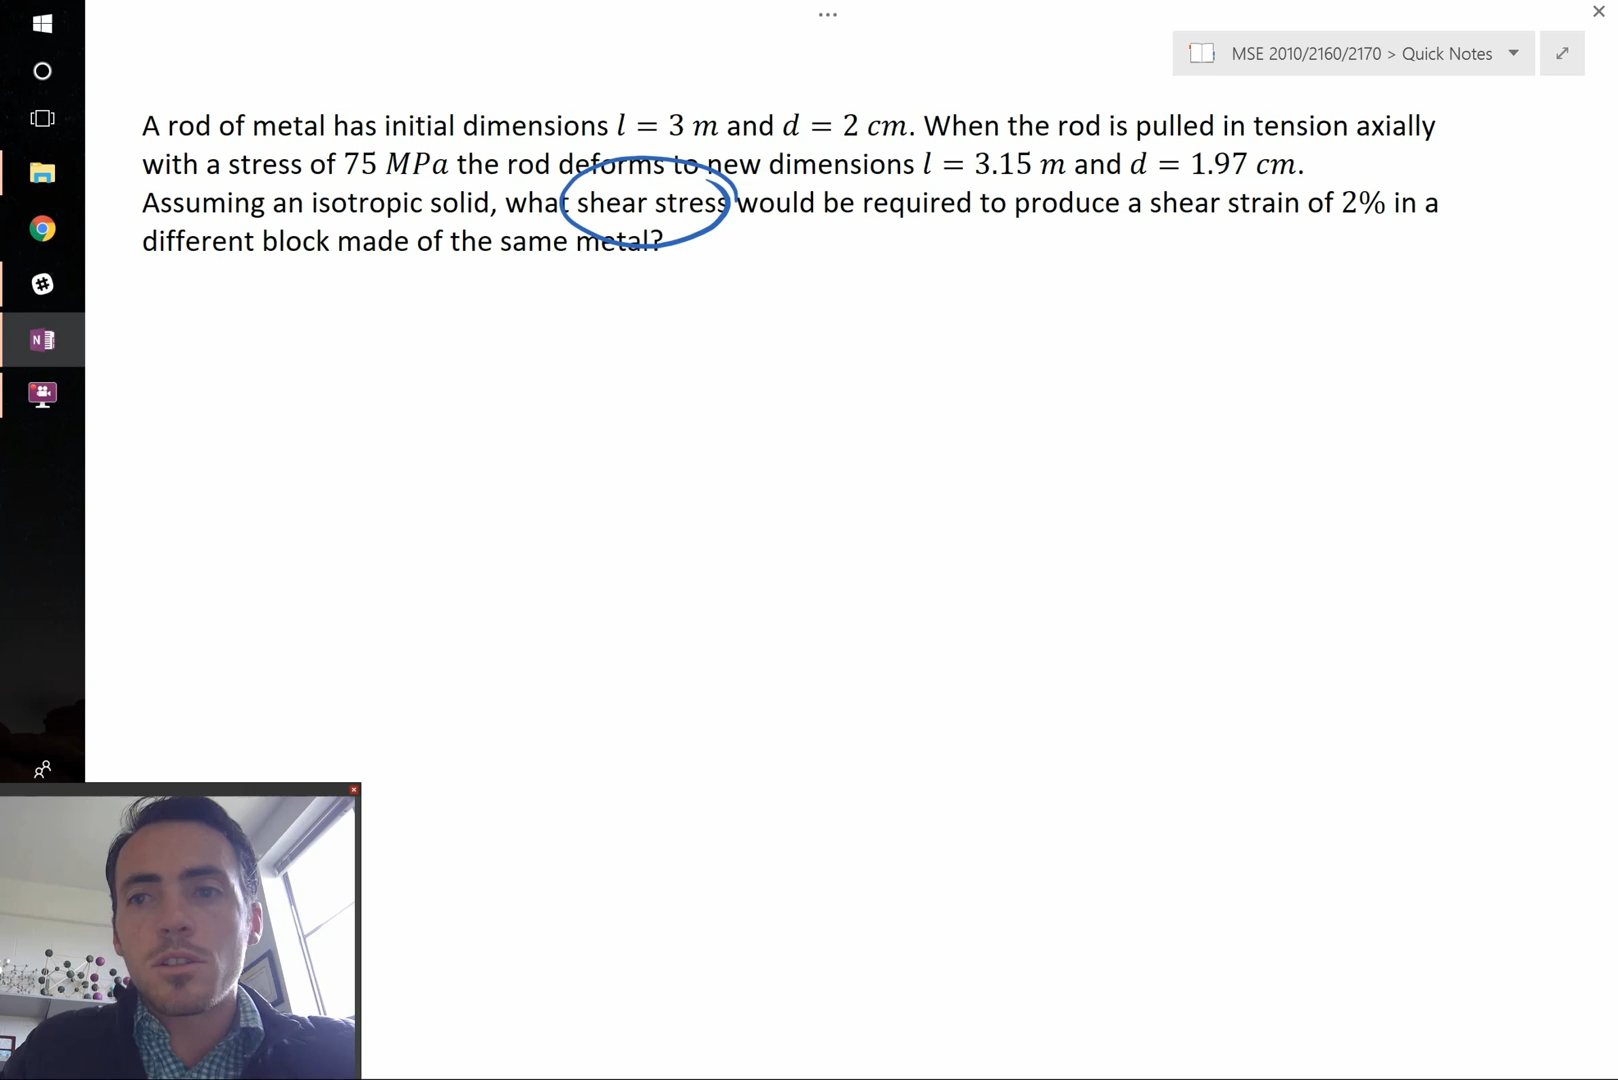 MSE 2010/2160/2170 > Quick Notes
A rod of metal has initial dimensions l = 3 m and d = 2 cm. When the rod is pulled in tension axially
with a stress of 75 MPa the rod deforms to new dimensions l = 3.15 m and d = 1.97 cm.
Assuming an isotropic solid, what shear stress would be required to produce a shear strain of 2% in a
different block made of the same metal?